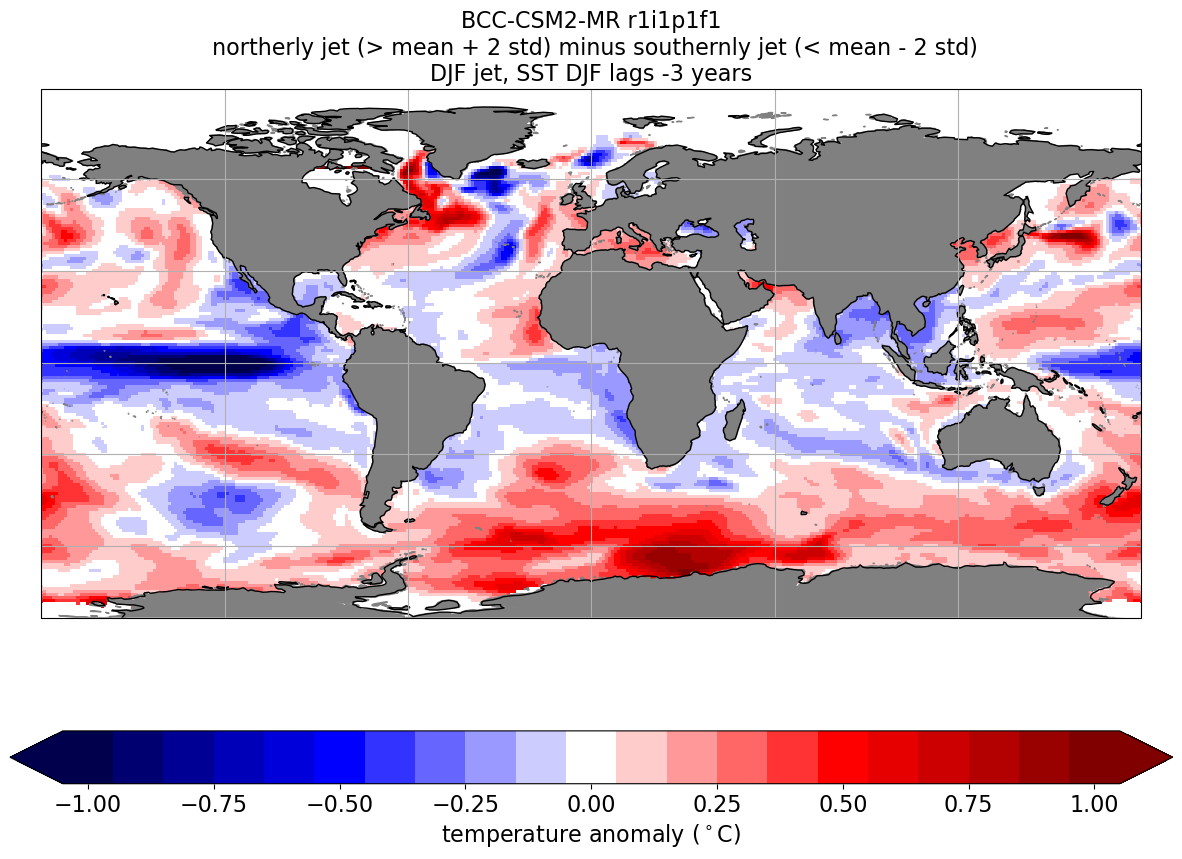 BCC-CSM2-MR r1i1p1f1
northerly jet (> mean + 2 std) minus southernly jet (< mean - 2 std)
DJF jet, SST DJF lags -3 years
−1.00 −0.75 −0.50 −0.25 0.00 0.25 0.50 0.75 1.00
temperature anomaly (°C)